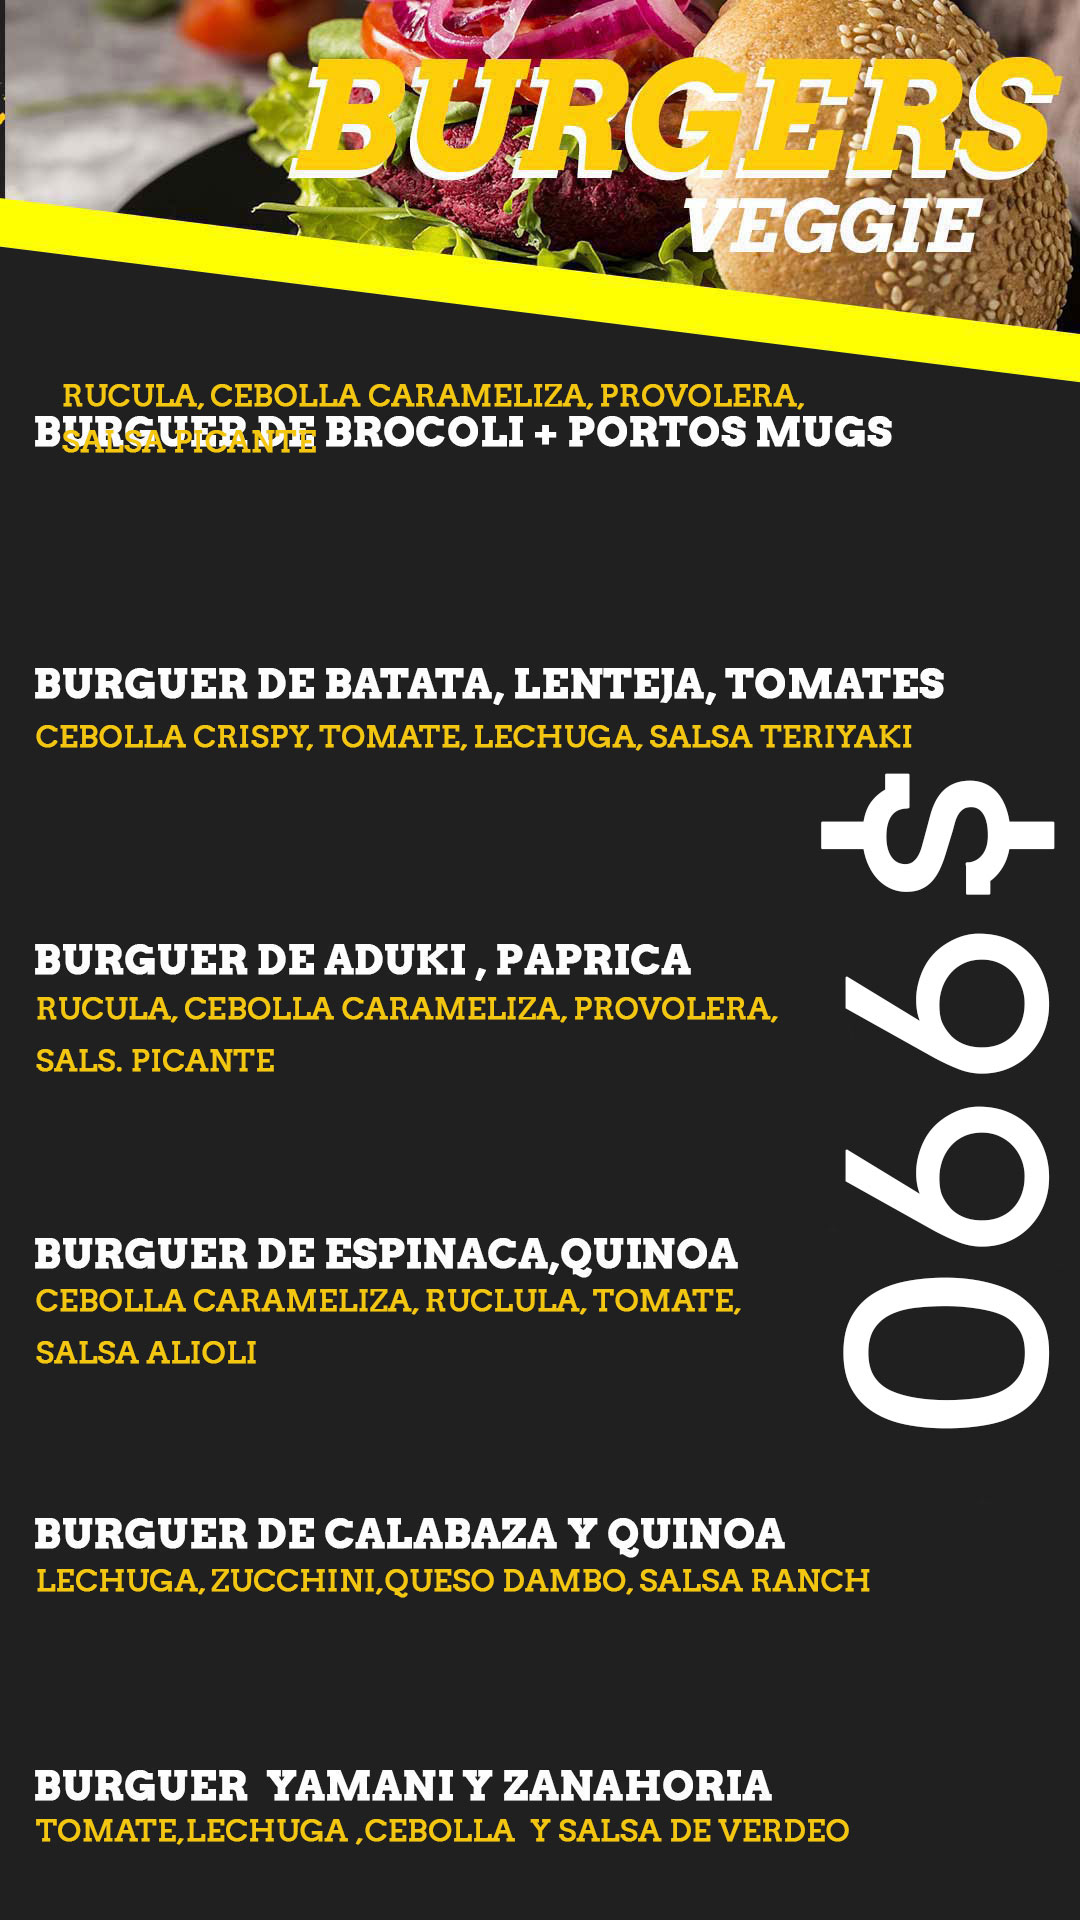 BURGERS
VEGGIE
RUCULA, CEBOLLA CARAMELIZA, PROVOLERA,
BURGUER DE BROCOLI + PORTOS MUGS
SALSA PICANTE
BURGUER DE BATATA, LENTEJA, TOMATES
CEBOLLA CRISPY, TOMATE, LECHUGA, SALSA TERIYAKI
$990
BURGUER DE ADUKI , PAPRICA
RUCULA, CEBOLLA CARAMELIZA, PROVOLERA,
SALS. PICANTE
BURGUER DE ESPINACA,QUINOA
CEBOLLA CARAMELIZA, RUCLULA, TOMATE,
SALSA ALIOLI
BURGUER DE CALABAZA Y QUINOA
LECHUGA, ZUCCHINI,QUESO DAMBO, SALSA RANCH
BURGUER YAMANI Y ZANAHORIA
TOMATE,LECHUGA ,CEBOLLA Y SALSA DE VERDEO